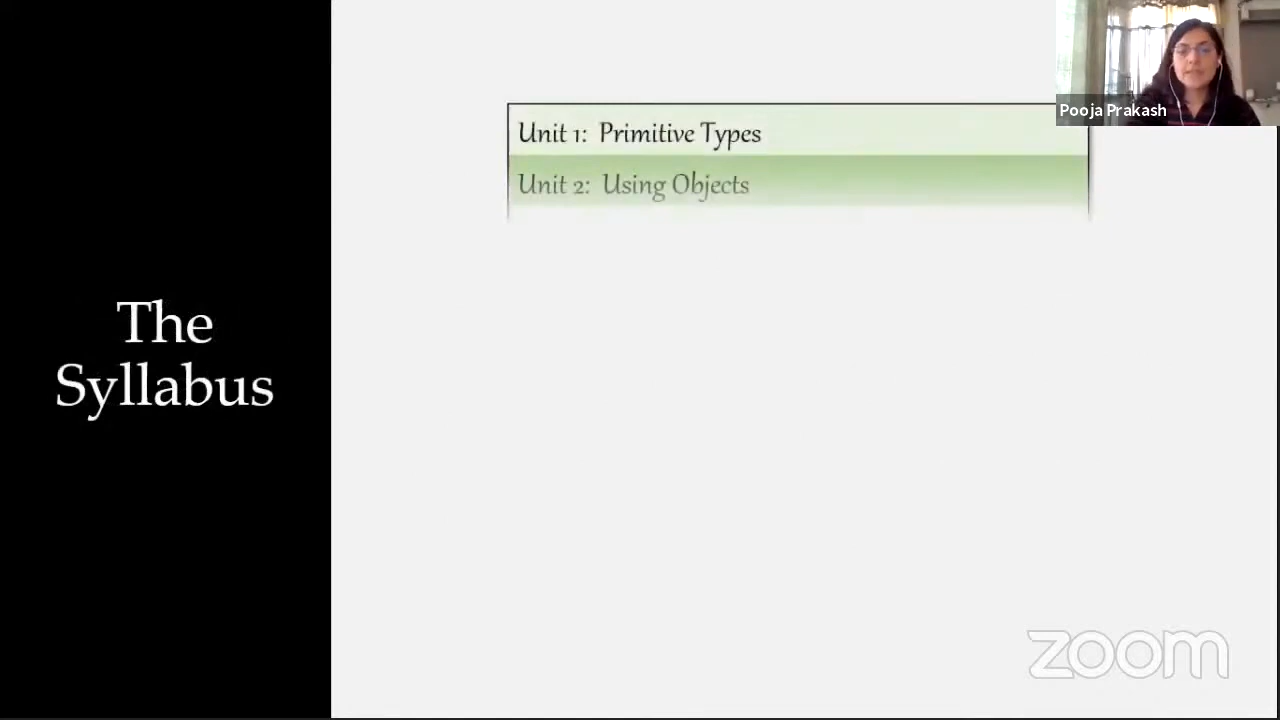 Pooja Prakash
Unit 1: Primitive Types
Unit 2: Using Objects
The
Syllabus
zoom